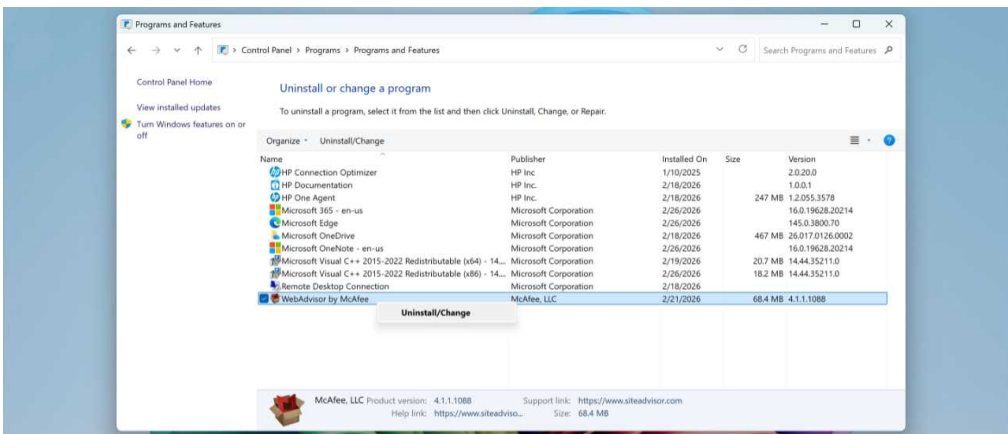 Programs and Features
Control Panel > Programs > Programs and Features
Search Programs and Features
Control Panel Home
View installed updates
Turn Windows features on or
off
Uninstall or change a program
To uninstall a program, select it from the list and then click Uninstall, Change, or Repair.
Organize Uninstall/Change
Name Publisher Installed On Size Version
HP Connection Optimizer HP Inc 1/10/2025 2.0.20.0
HP Documentation HP Inc. 2/18/2026 1.0.0.1
HP One Agent HP Inc. 2/18/2026 247 MB 1.2.055.3578
Microsoft 365 - en-us Microsoft Corporation 2/26/2026 16.0.19628.20214
Microsoft Edge Microsoft Corporation 2/26/2026 145.0.3800.70
Microsoft OneDrive Microsoft Corporation 2/18/2026 467 MB 26.017.0126.0002
Microsoft OneNote - en-us Microsoft Corporation 2/26/2026 16.0.19628.20214
Microsoft Visual C++ 2015-2022 Redistributable (x64) - 14... Microsoft Corporation 2/19/2026 20.7 MB 14.44.35211.0
Microsoft Visual C++ 2015-2022 Redistributable (x86) - 14... Microsoft Corporation 2/26/2026 18.2 MB 14.44.35211.0
Remote Desktop Connection Microsoft Corporation 2/18/2026
WebAdvisor by McAfee McAfee, LLC 2/21/2026 68.4 MB 4.1.1.1088
Uninstall/Change
McAfee, LLC Product version: 4.1.1.1088 Support link: https://www.siteadvisor.com
Help link: https://www.siteadviso... Size: 68.4 MB